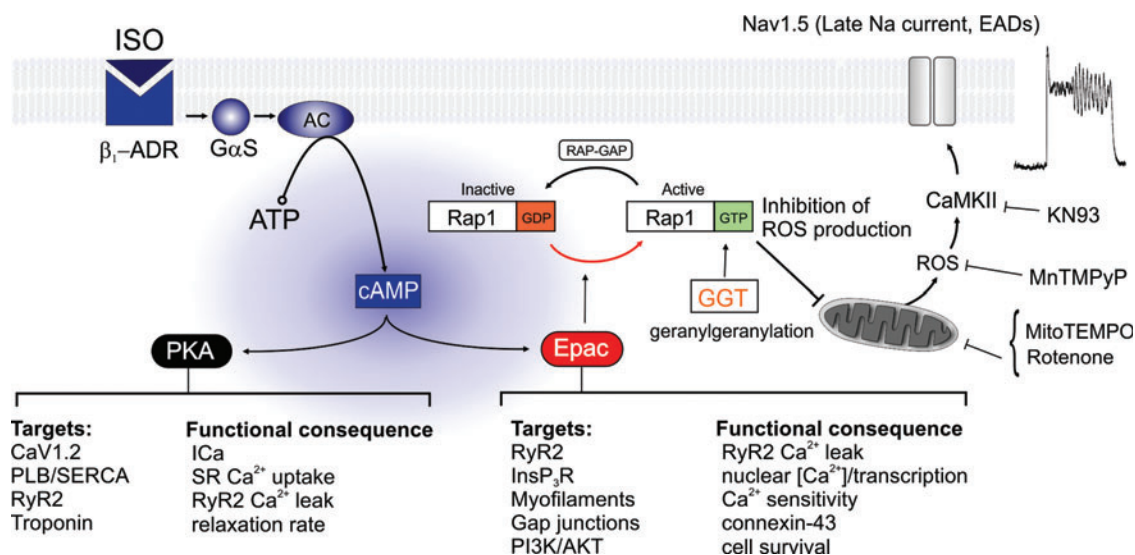 Nav1.5 (Late Na current, EADs)
ISO
AC
β₁–ADR
GαS
ATP
RAP-GAP
Inactive
Active
Rap1
GDP
Rap1
GTP
Inhibition of
ROS production
CaMKII
KN93
ROS
MnTMPyP
cAMP
GGT
geranylgeranylation
MitoTEMPO
Rotenone
PKA
Epac
Targets:
Functional consequence
CaV1.2
ICa
PLB/SERCA
SR Ca²⁺ uptake
RyR2
RyR2 Ca²⁺ leak
Troponin
relaxation rate
Targets:
Functional consequence
RyR2
RyR2 Ca²⁺ leak
InsP₃R
nuclear [Ca²⁺]/transcription
Myofilaments
Ca²⁺ sensitivity
Gap junctions
connexin-43
PI3K/AKT
cell survival